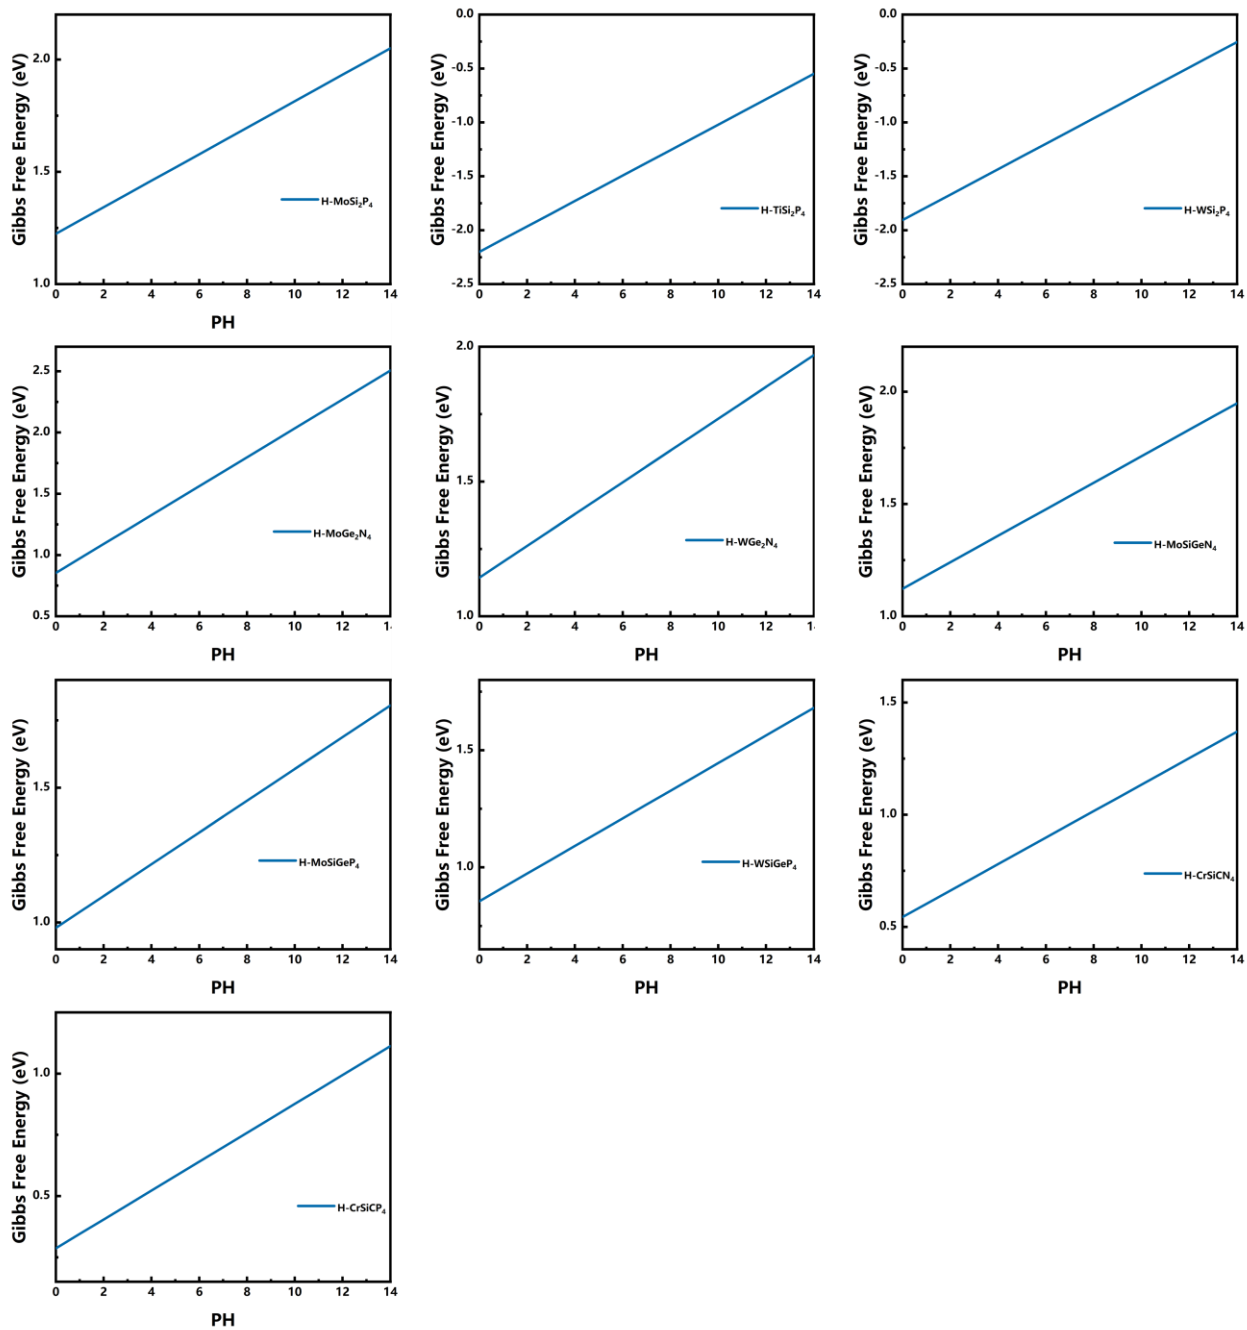 Gibbs Free Energy (eV)
2.0
1.5
1.0
H-MoSi₂P₄
0 2 4 6 8 10 12 14
PH
Gibbs Free Energy (eV)
0.0
-0.5
-1.0
-1.5
-2.0
-2.5
H-TiSi₂P₄
0 2 4 6 8 10 12 14
Gibbs Free Energy (eV)
0.0
-0.5
-1.0
-1.5
-2.0
-2.5
H-WSi₂P₄
0 2 4 6 8 10 12 14
Gibbs Free Energy (eV)
2.5
2.0
1.5
1.0
0.5
H-MoGe₂N₄
0 2 4 6 8 10 12 14
PH
Gibbs Free Energy (eV)
2.0
1.5
1.0
H-WGe₂N₄
0 2 4 6 8 10 12
PH
Gibbs Free Energy (eV)
2.0
1.5
1.0
H-MoSiGeN₄
0 2 4 6 8 10 12 14
PH
Gibbs Free Energy (eV)
1.5
1.0
H-MoSiGeP₄
0 2 4 6 8 10 12 14
PH
Gibbs Free Energy (eV)
1.5
1.0
H-WSiGeP₄
0 2 4 6 8 10 12 14
PH
Gibbs Free Energy (eV)
1.5
1.0
0.5
H-CrSiCN₄
0 2 4 6 8 10 12 14
PH
Gibbs Free Energy (eV)
1.0
0.5
H-CrSiCP₄
0 2 4 6 8 10 12 14
PH